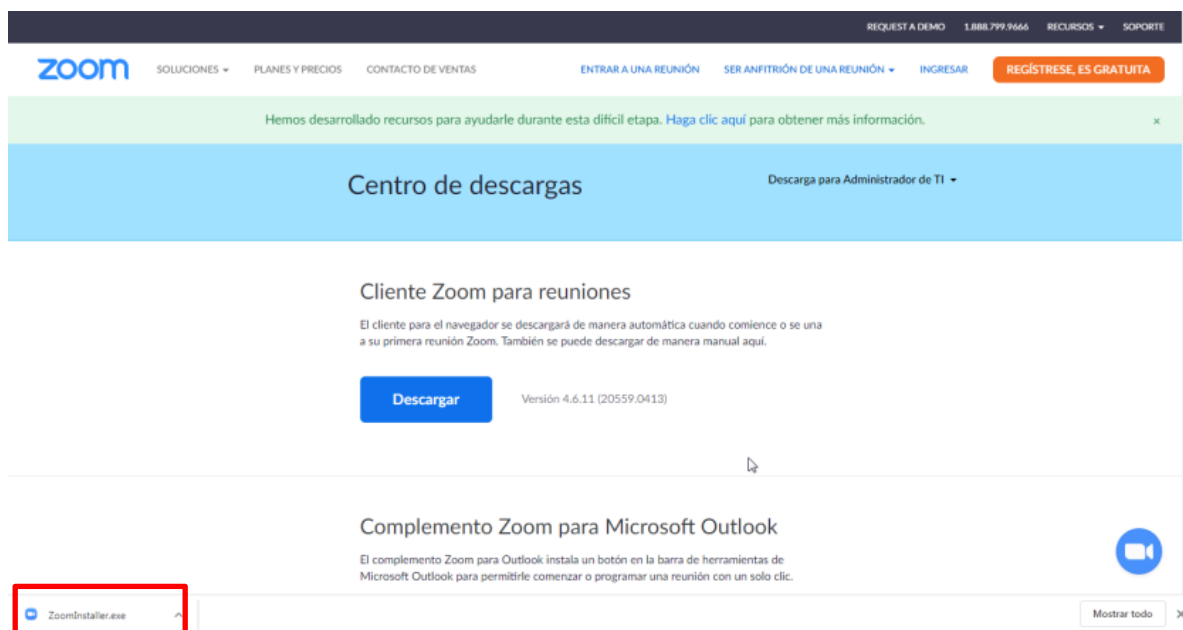 REQUEST A DEMO 1.888.799.9666 RECURSOS SOPORTE
zoom SOLUCIONES PLANES Y PRECIOS CONTACTO DE VENTAS ENTRAR A UNA REUNIÓN SER ANFITRIÓN DE UNA REUNIÓN INGRESAR REGÍSTRESE, ES GRATUITA
Hemos desarrollado recursos para ayudarle durante esta difícil etapa. Haga clic aquí para obtener más información. ×
Centro de descargas
Descarga para Administrador de TI
Cliente Zoom para reuniones
El cliente para el navegador se descargará de manera automática cuando comience o se una
a su primera reunión Zoom. También se puede descargar de manera manual aquí.
Descargar Versión 4.6.11 (20559.0413)
Complemento Zoom para Microsoft Outlook
El complemento Zoom para Outlook instala un botón en la barra de herramientas de
Microsoft Outlook para permitirle comenzar o programar una reunión con un solo clic.
ZoomInstaller.exe Mostrar todo